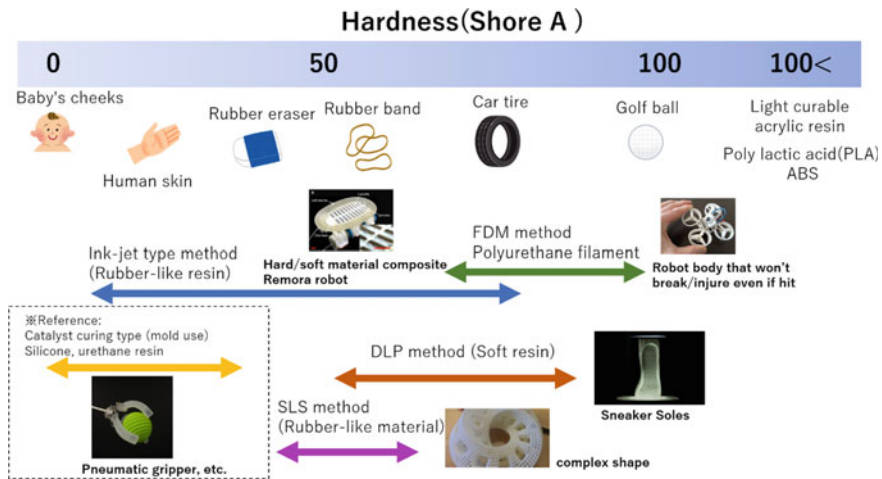 Hardness(Shore A )
0
50
100
100<
Baby's cheeks
Human skin
Rubber eraser
Rubber band
Car tire
Golf ball
Light curable
acrylic resin
Poly lactic acid(PLA)
ABS
Ink-jet type method
(Rubber-like resin)
Hard/soft material composite
Remora robot
FDM method
Polyurethane filament
Robot body that won't
break/injure even if hit
※Reference:
Catalyst curing type (mold use)
Silicone, urethane resin
Pneumatic gripper, etc.
DLP method (Soft resin)
Sneaker Soles
SLS method
(Rubber-like material)
complex shape